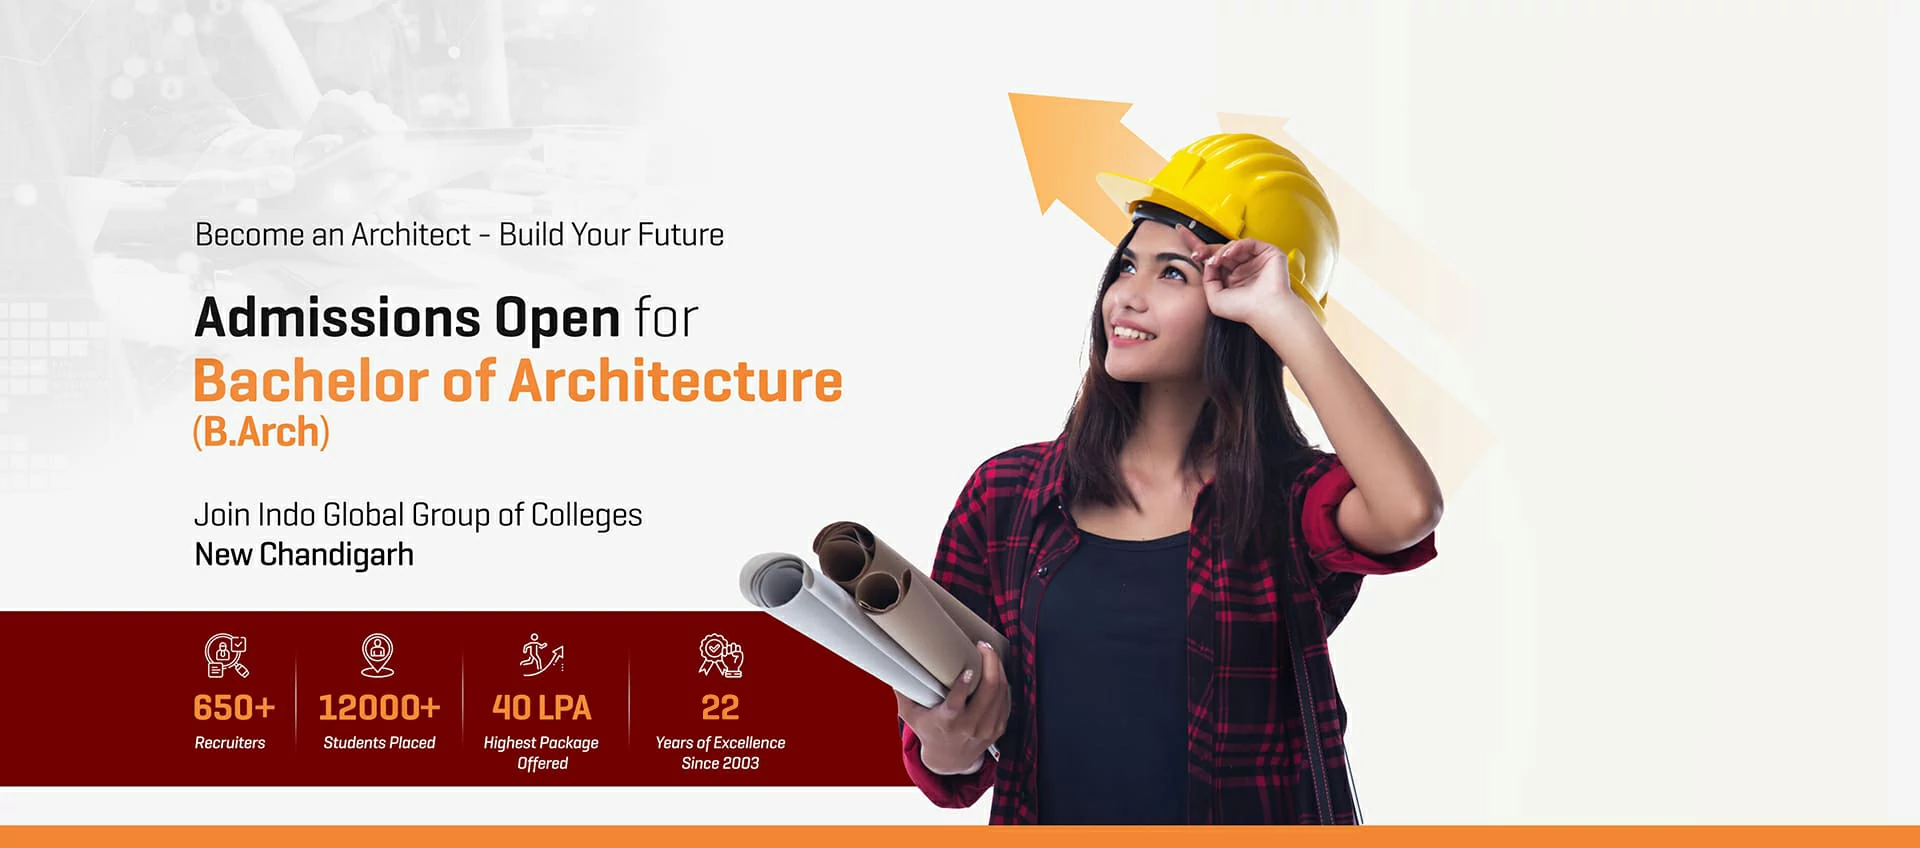 Become an Architect - Build Your Future
Admissions Open for
Bachelor of Architecture
(B.Arch)
Join Indo Global Group of Colleges
New Chandigarh
650+
Recruiters
12000+
Students Placed
40 LPA
Highest Package
Offered
22
Years of Excellence
Since 2003